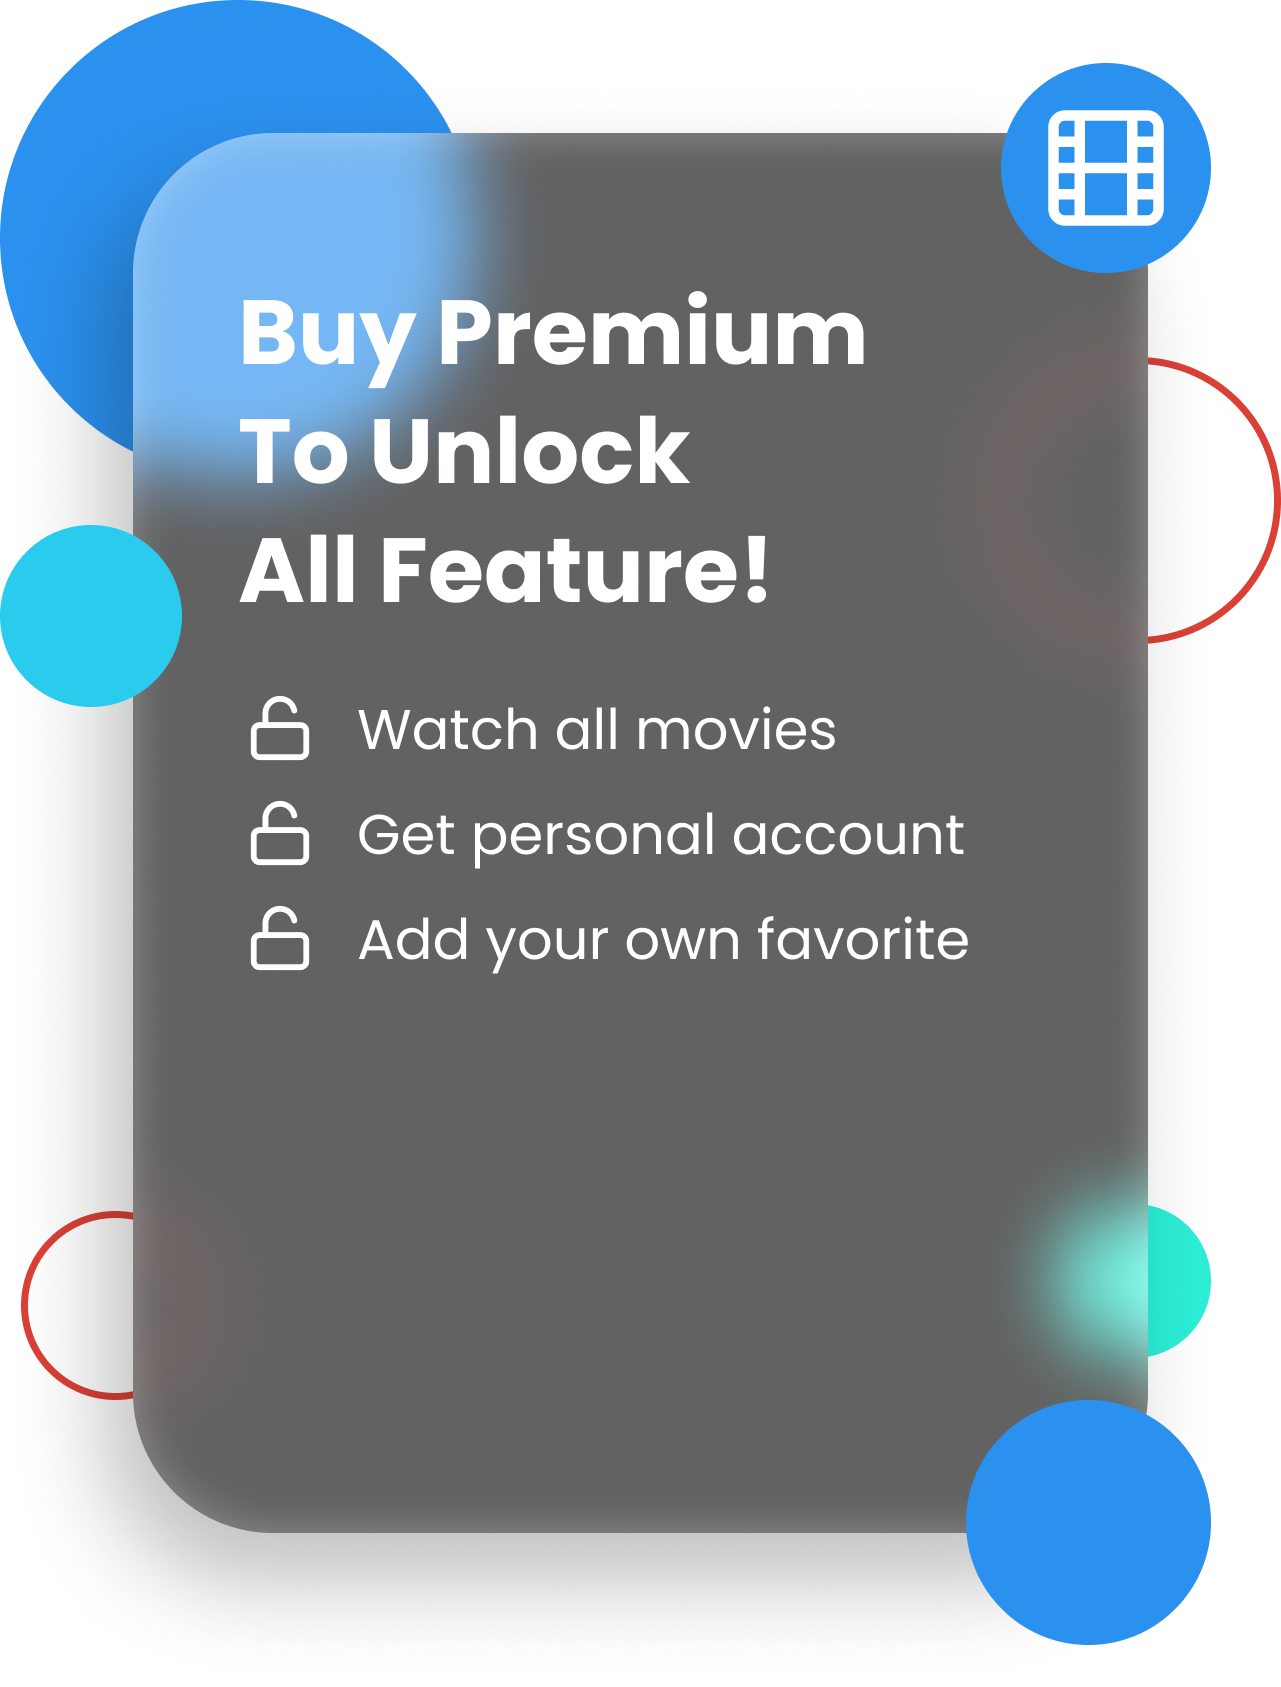 Buy Premium
To Unlock
All Feature!
Watch all movies
Get personal account
Add your own favorite